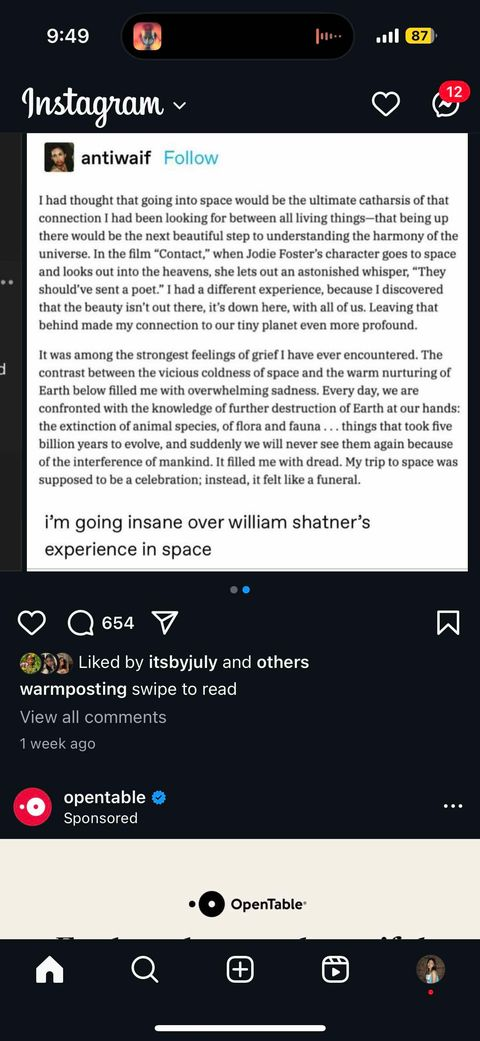 9:49
87
Instagram
12
antiwaif Follow
I had thought that going into space would be the ultimate catharsis of that
connection I had been looking for between all living things—that being up
there would be the next beautiful step to understanding the harmony of the
universe. In the film “Contact,” when Jodie Foster’s character goes to space
and looks out into the heavens, she lets out an astonished whisper, “They
should’ve sent a poet.” I had a different experience, because I discovered
that the beauty isn’t out there, it’s down here, with all of us. Leaving that
behind made my connection to our tiny planet even more profound.
It was among the strongest feelings of grief I have ever encountered. The
contrast between the vicious coldness of space and the warm nurturing of
Earth below filled me with overwhelming sadness. Every day, we are
confronted with the knowledge of further destruction of Earth at our hands:
the extinction of animal species, of flora and fauna . . . things that took five
billion years to evolve, and suddenly we will never see them again because
of the interference of mankind. It filled me with dread. My trip to space was
supposed to be a celebration; instead, it felt like a funeral.
i’m going insane over william shatner’s
experience in space
654
Liked by itsbyjuly and others
warmposting swipe to read
View all comments
1 week ago
opentable
Sponsored
OpenTable